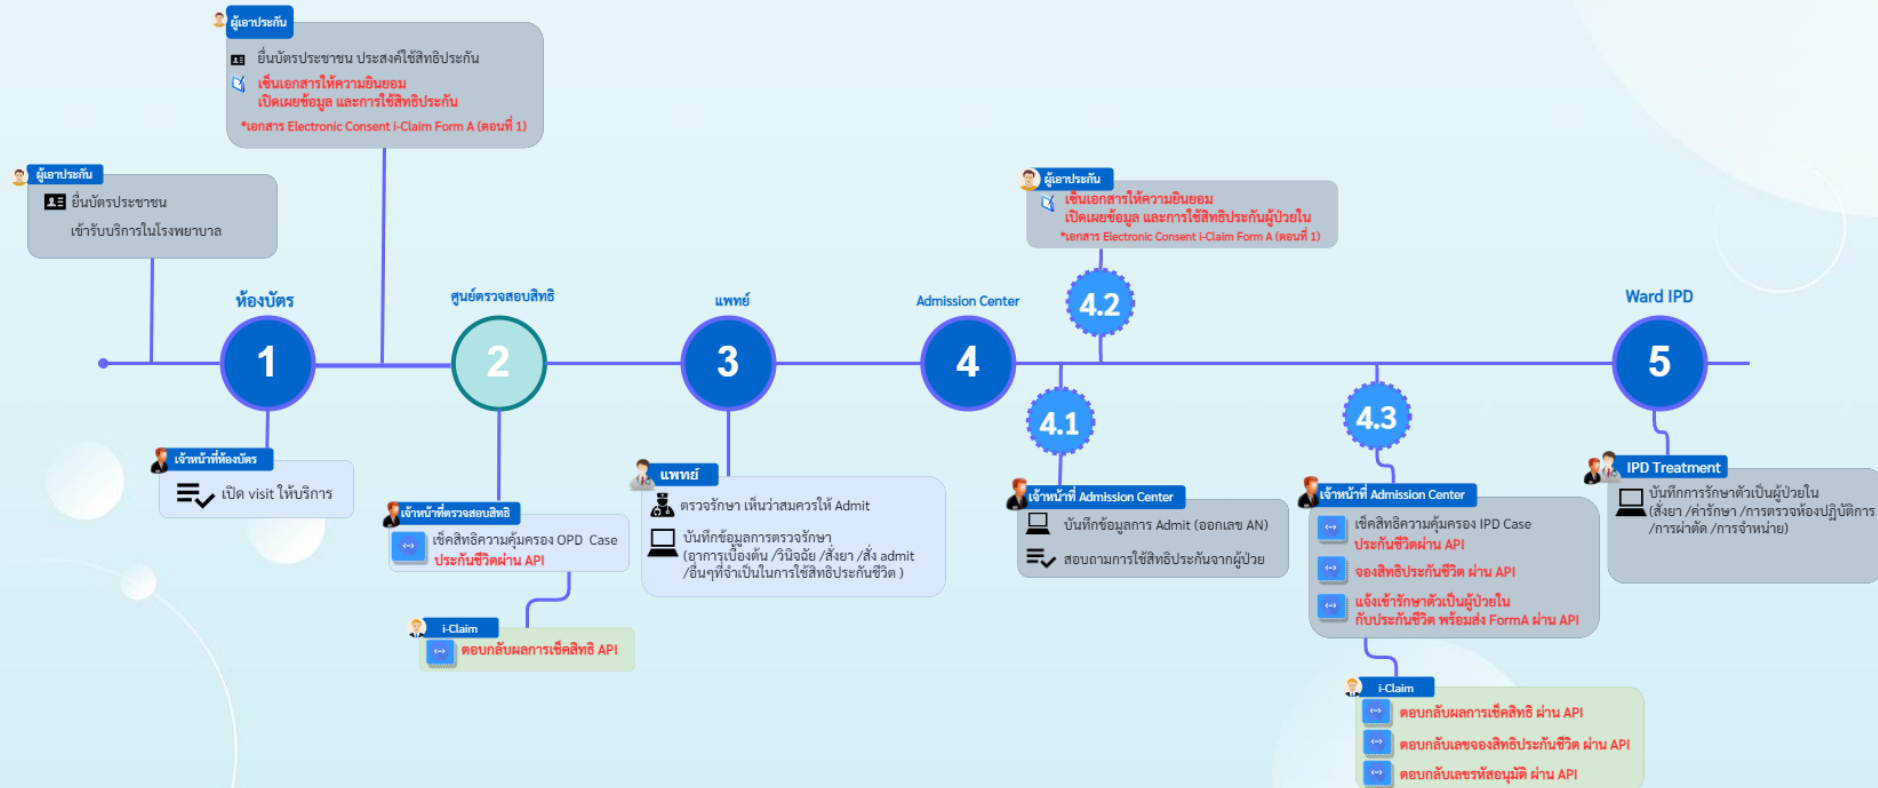 ผู้เอาประกัน
ยื่นบัตรประชาชน ประสงค์ใช้สิทธิประกัน
เซ็นเอกสารให้ความยินยอม
เปิดเผยข้อมูล และการใช้สิทธิประกัน
*เอกสาร Electronic Consent i-Claim Form A (ตอนที่ 1)
ผู้เอาประกัน
ยื่นบัตรประชาชน
เข้ารับบริการในโรงพยาบาล
ผู้เอาประกัน
เซ็นเอกสารให้ความยินยอม
เปิดเผยข้อมูล และการใช้สิทธิประกันผู้ป่วยใน
*เอกสาร Electronic Consent i-Claim Form A (ตอนที่ 1)
ห้องบัตร
1
ศูนย์ตรวจสอบสิทธิ
2
แพทย์
3
Admission Center
4
4.2
Ward IPD
5
4.1
4.3
เจ้าหน้าที่ห้องบัตร
เปิด visit ให้บริการ
เจ้าหน้าที่ตรวจสอบสิทธิ
เช็คสิทธิความคุ้มครอง OPD Case
ประกันชีวิตผ่าน API
i-Claim
ตอบกลับผลการเช็คสิทธิ API
แพทย์
ตรวจรักษา เห็นว่าสมควรให้ Admit
บันทึกข้อมูลการตรวจรักษา
(อาการเบื้องต้น /วินิจฉัย /สั่งยา /สั่ง admit
/อื่นๆที่จำเป็นในการใช้สิทธิประกันชีวิต )
เจ้าหน้าที่ Admission Center
บันทึกข้อมูลการ Admit (ออกเลข AN)
สอบถามการใช้สิทธิประกันจากผู้ป่วย
เจ้าหน้าที่ Admission Center
เช็คสิทธิความคุ้มครอง IPD Case
ประกันชีวิตผ่าน API
จองสิทธิประกันชีวิต ผ่าน API
แจ้งเข้ารักษาตัวเป็นผู้ป่วยใน
กับประกันชีวิต พร้อมส่ง FormA ผ่าน API
i-Claim
ตอบกลับผลการเช็คสิทธิ ผ่าน API
ตอบกลับเลขจองสิทธิประกันชีวิต ผ่าน API
ตอบกลับเลขรหัสอนุมัติ ผ่าน API
IPD Treatment
บันทึกการรักษาตัวเป็นผู้ป่วยใน
(สั่งยา /ค่ารักษา /การตรวจห้องปฏิบัติการ
/การผ่าตัด /การจำหน่าย)